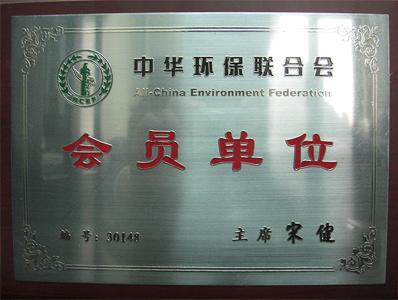 中华环保联合会
All-China Environment Federation
ACEF
会员单位
编号：30148 主席 宋健